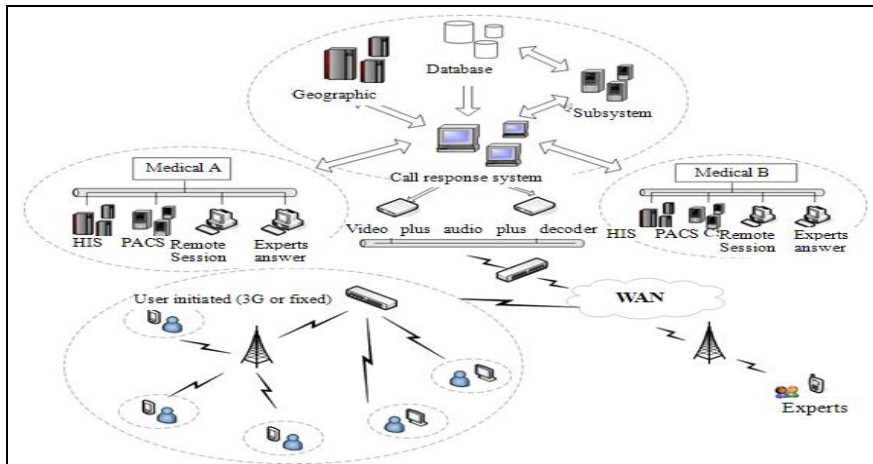 Database
Geographic
Subsystem
Call response system
Medical A
HIS
PACS
Remote
Session
Experts
answer
Medical B
HIS
PACS
Remote
Session
Experts
answer
Video plus audio plus decoder
User initiated (3G or fixed)
WAN
Experts